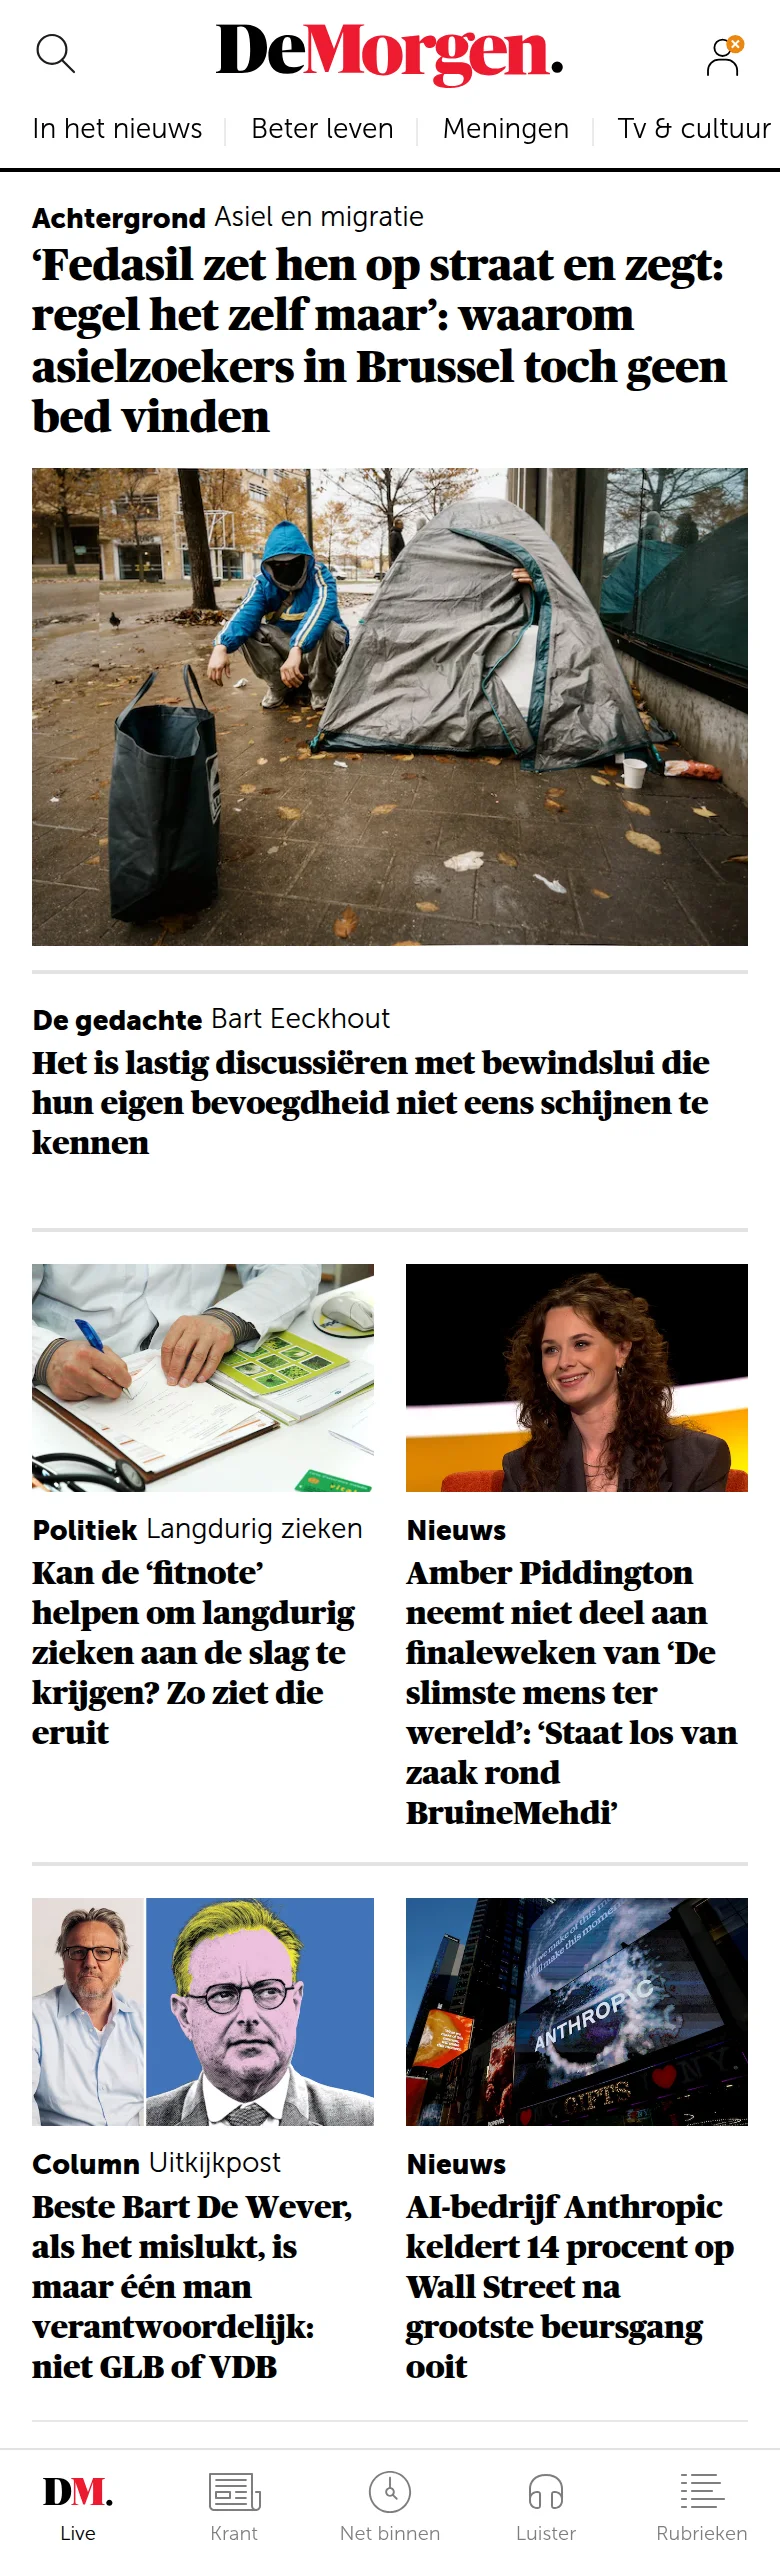 DeMorgen.
In het nieuws
Beter leven
Meningen
Tv & cultuur
Achtergrond Asiel en migratie
‘Fedasil zet hen op straat en zegt:
regel het zelf maar’: waarom
asielzoekers in Brussel toch geen
bed vinden
De gedachte Bart Eeckhout
Het is lastig discussiëren met bewindslui die
hun eigen bevoegdheid niet eens schijnen te
kennen
Politiek Langdurig zieken
Kan de ‘fitnote’
helpen om langdurig
zieken aan de slag te
krijgen? Zo ziet die
eruit
Nieuws
Amber Piddington
neemt niet deel aan
finaleweken van ‘De
slimste mens ter
wereld’: ‘Staat los van
zaak rond
BruineMehdi’
Column Uitkijkpost
Beste Bart De Wever,
als het mislukt, is
maar één man
verantwoordelijk:
niet GLB of VDB
ANTHROPIC
GIFTS
NY
Nieuws
AI-bedrijf Anthropic
keldert 14 procent op
Wall Street na
grootste beursgang
ooit
DM.
Live
Krant
Net binnen
Luister
Rubrieken